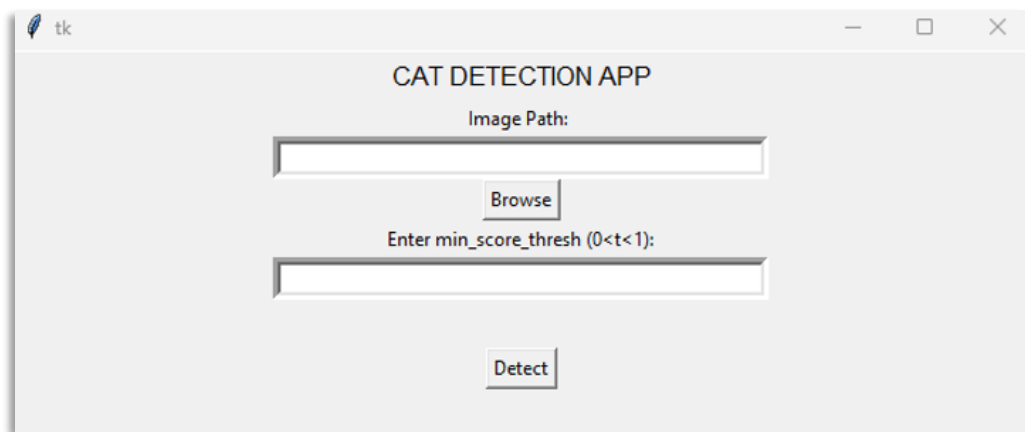 tk
CAT DETECTION APP
Image Path:
Browse
Enter min_score_thresh (0<t<1):
Detect